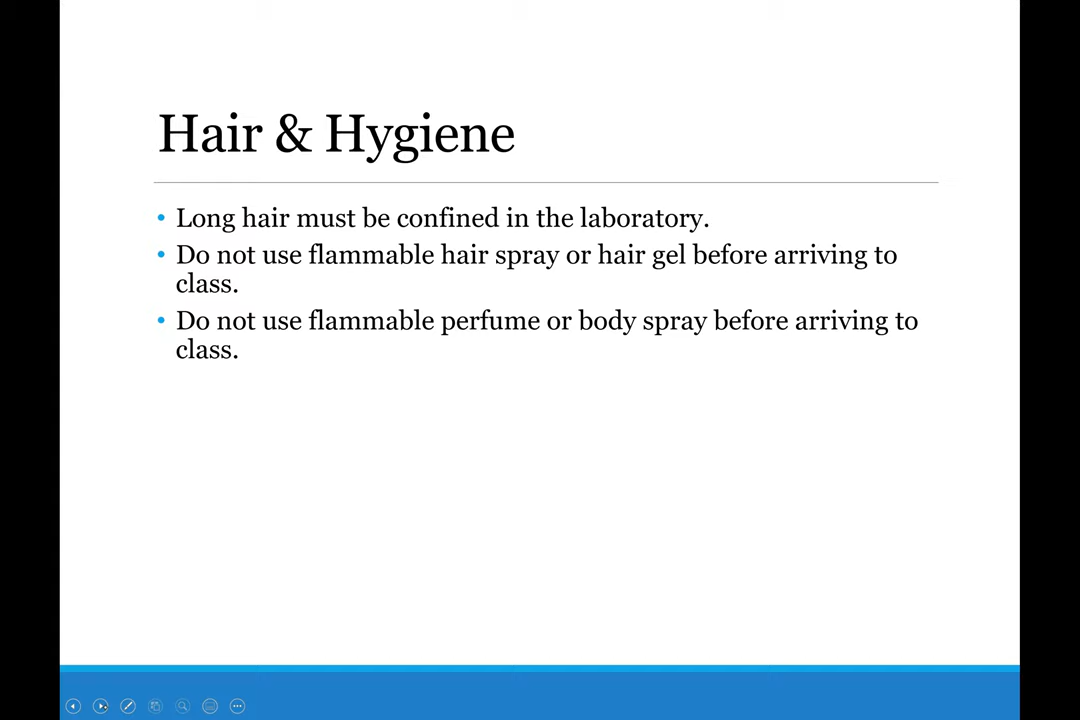 Hair & Hygiene
• Long hair must be confined in the laboratory.
• Do not use flammable hair spray or hair gel before arriving to
class.
• Do not use flammable perfume or body spray before arriving to
class.